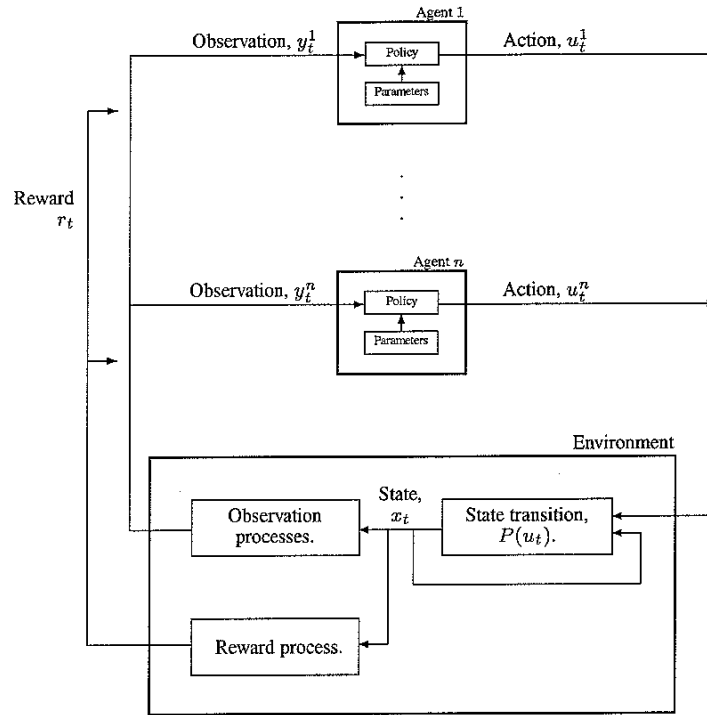 Agent 1
Observation, y_t^1
Policy
Action, u_t^1
Parameters
Reward
r_t
Agent n
Observation, y_t^n
Policy
Action, u_t^n
Parameters
Environment
State,
x_t
Observation
processes.
State transition,
P(u_t).
Reward process.